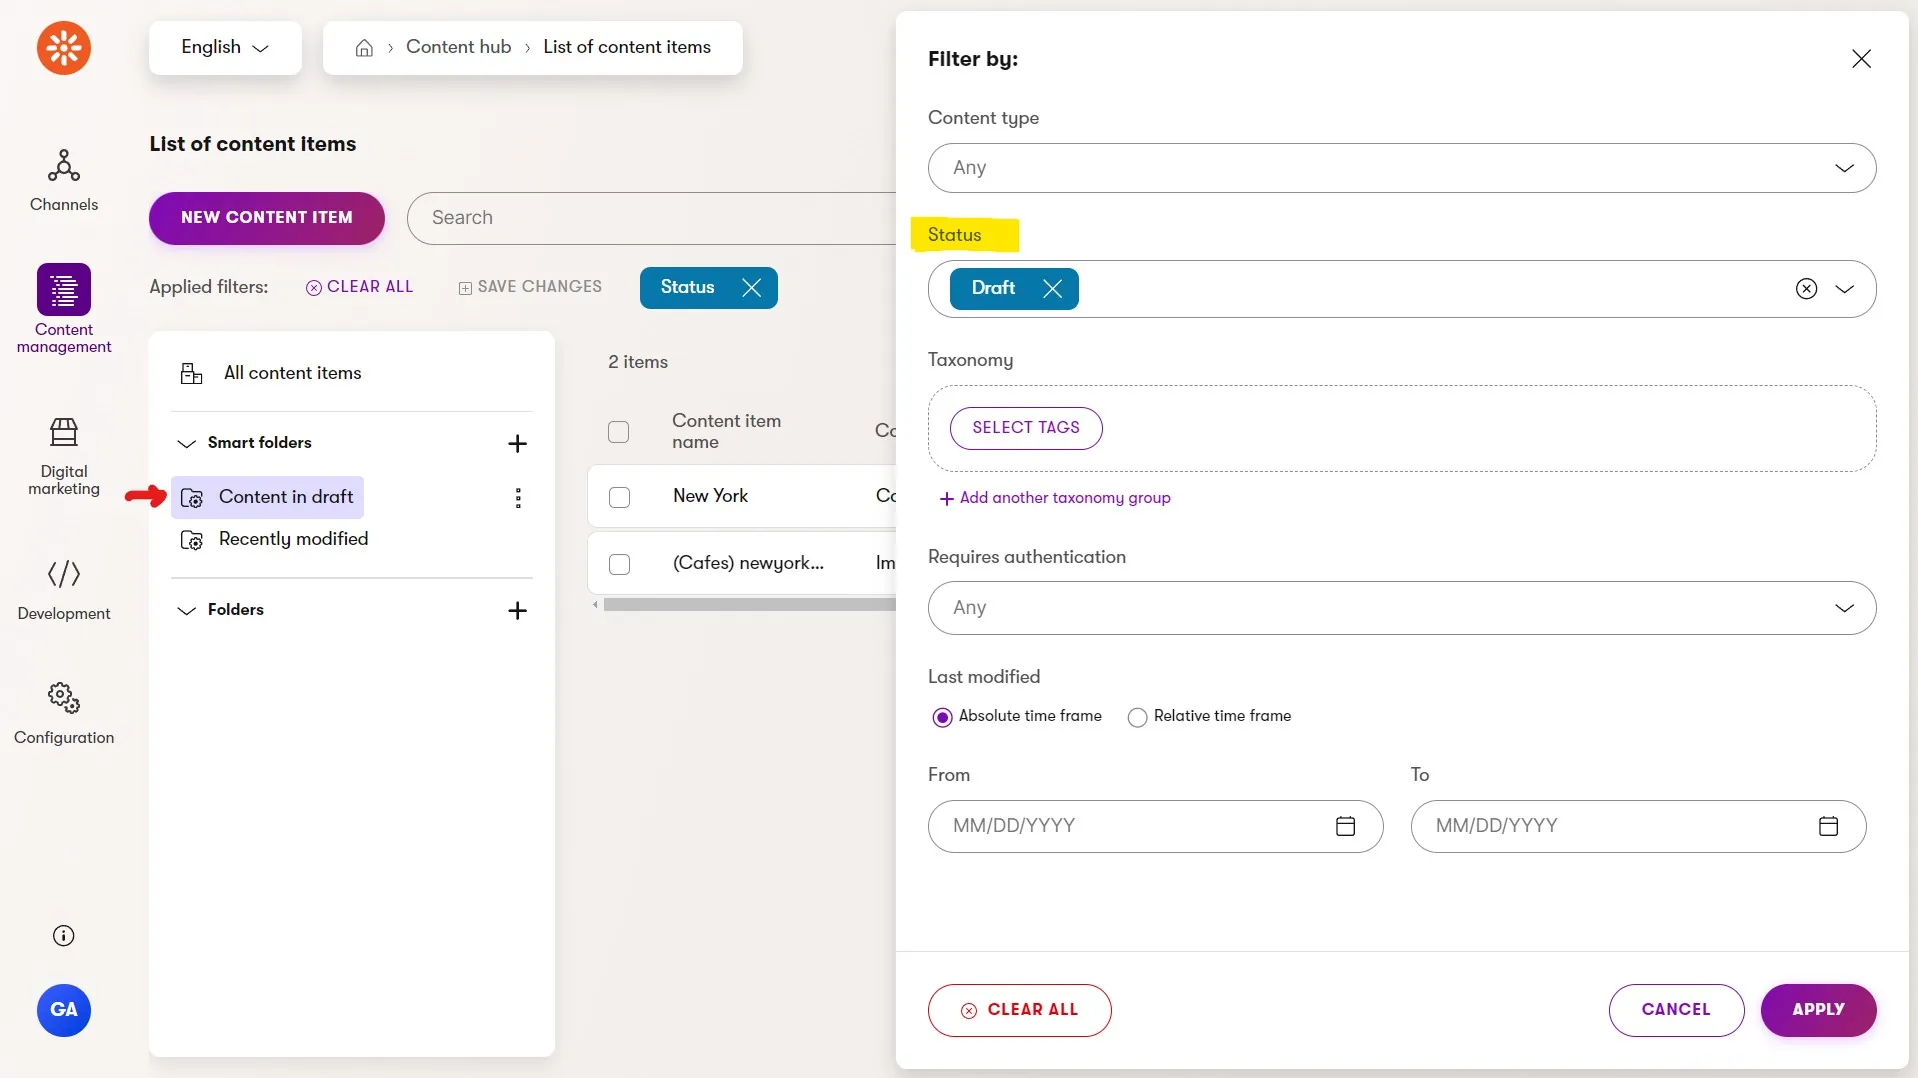 English
Content hub
List of content items
Channels
Content
management
Digital
marketing
Development
Configuration
GA
List of content items
NEW CONTENT ITEM
Search
Applied filters:
CLEAR ALL
SAVE CHANGES
Status
All content items
Smart folders
Content in draft
Recently modified
Folders
2 items
Content item
name
Co
New York
Co
(Cafes) newyork...
Im
Filter by:
Content type
Any
Status
Draft
Taxonomy
SELECT TAGS
Add another taxonomy group
Requires authentication
Any
Last modified
Absolute time frame
Relative time frame
From
To
MM/DD/YYYY
MM/DD/YYYY
CLEAR ALL
CANCEL
APPLY